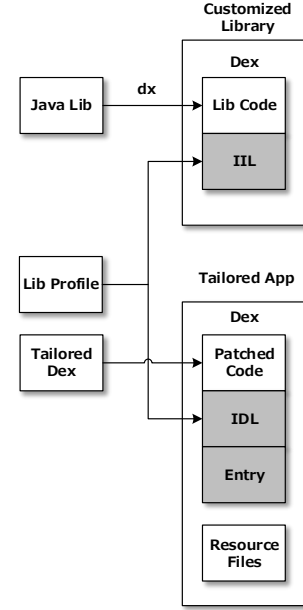 Customized
Library
Dex
dx
Java Lib
Lib Code
IIL
Lib Profile
Tailored App
Dex
Tailored
Dex
Patched
Code
IDL
Entry
Resource
Files